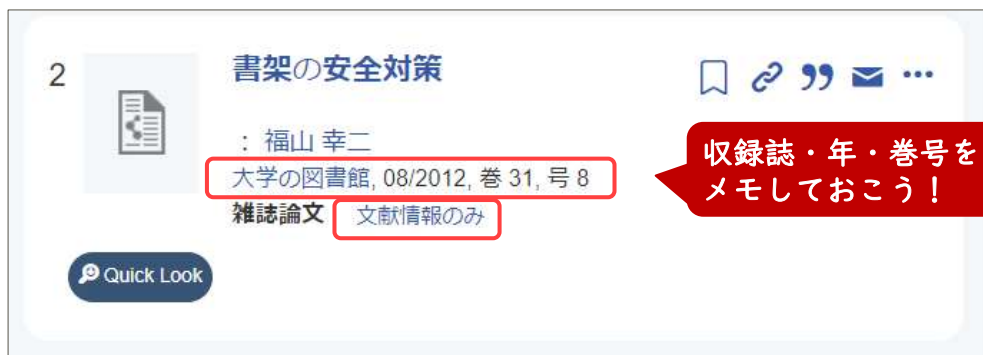 2
書架の安全対策
: 福山 幸二
大学の図書館, 08/2012, 巻 31, 号 8
雑誌論文 文献情報のみ
Quick Look
収録誌・年・巻号を
メモしておこう!